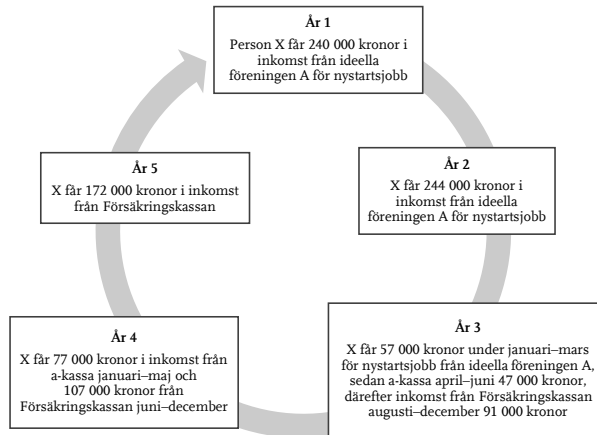 År 1
Person X får 240 000 kronor i
inkomst från ideella
föreningen A för nystartsjobb
År 2
X får 244 000 kronor i
inkomst från ideella
föreningen A för nystartsjobb
År 3
X får 57 000 kronor under januari–mars
för nystartsjobb från ideella föreningen A,
sedan a-kassa april–juni 47 000 kronor,
därefter inkomst från Försäkringskassan
augusti–december 91 000 kronor
År 4
X får 77 000 kronor i inkomst från
a-kassa januari–maj och
107 000 kronor från
Försäkringskassan juni–december
År 5
X får 172 000 kronor i inkomst
från Försäkringskassan